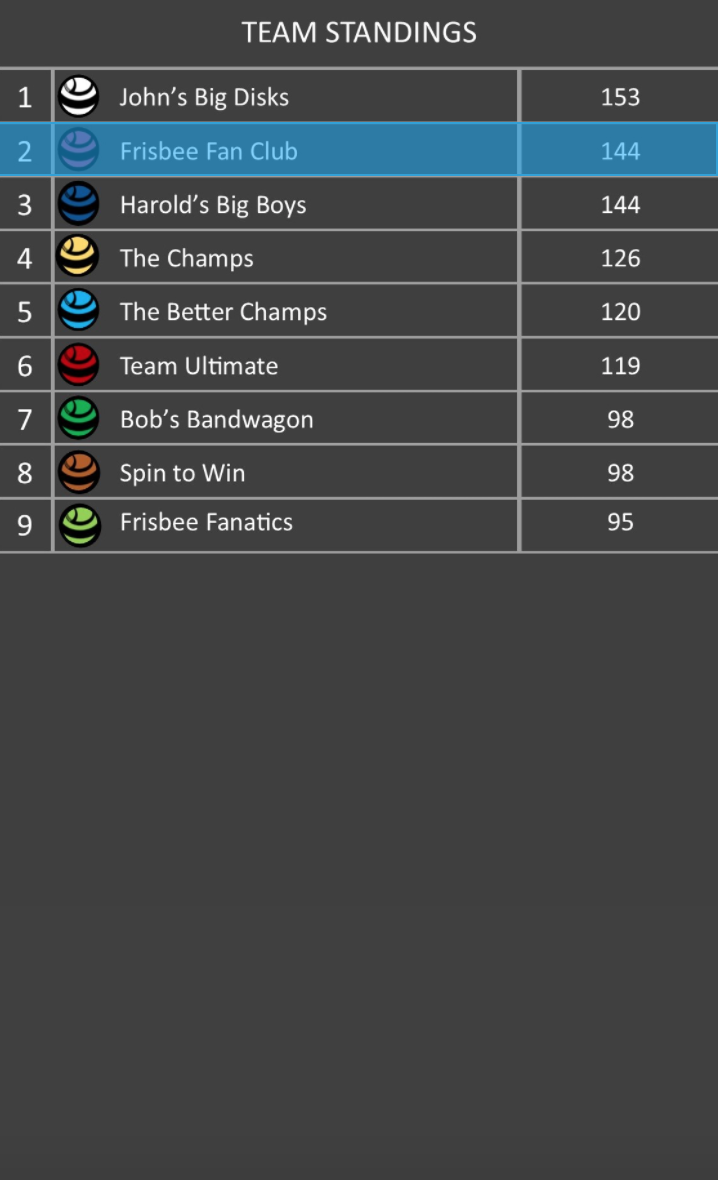 TEAM STANDINGS
1 John’s Big Disks 153
2 Frisbee Fan Club 144
3 Harold’s Big Boys 144
4 The Champs 126
5 The Better Champs 120
6 Team Ultimate 119
7 Bob’s Bandwagon 98
8 Spin to Win 98
9 Frisbee Fanatics 95